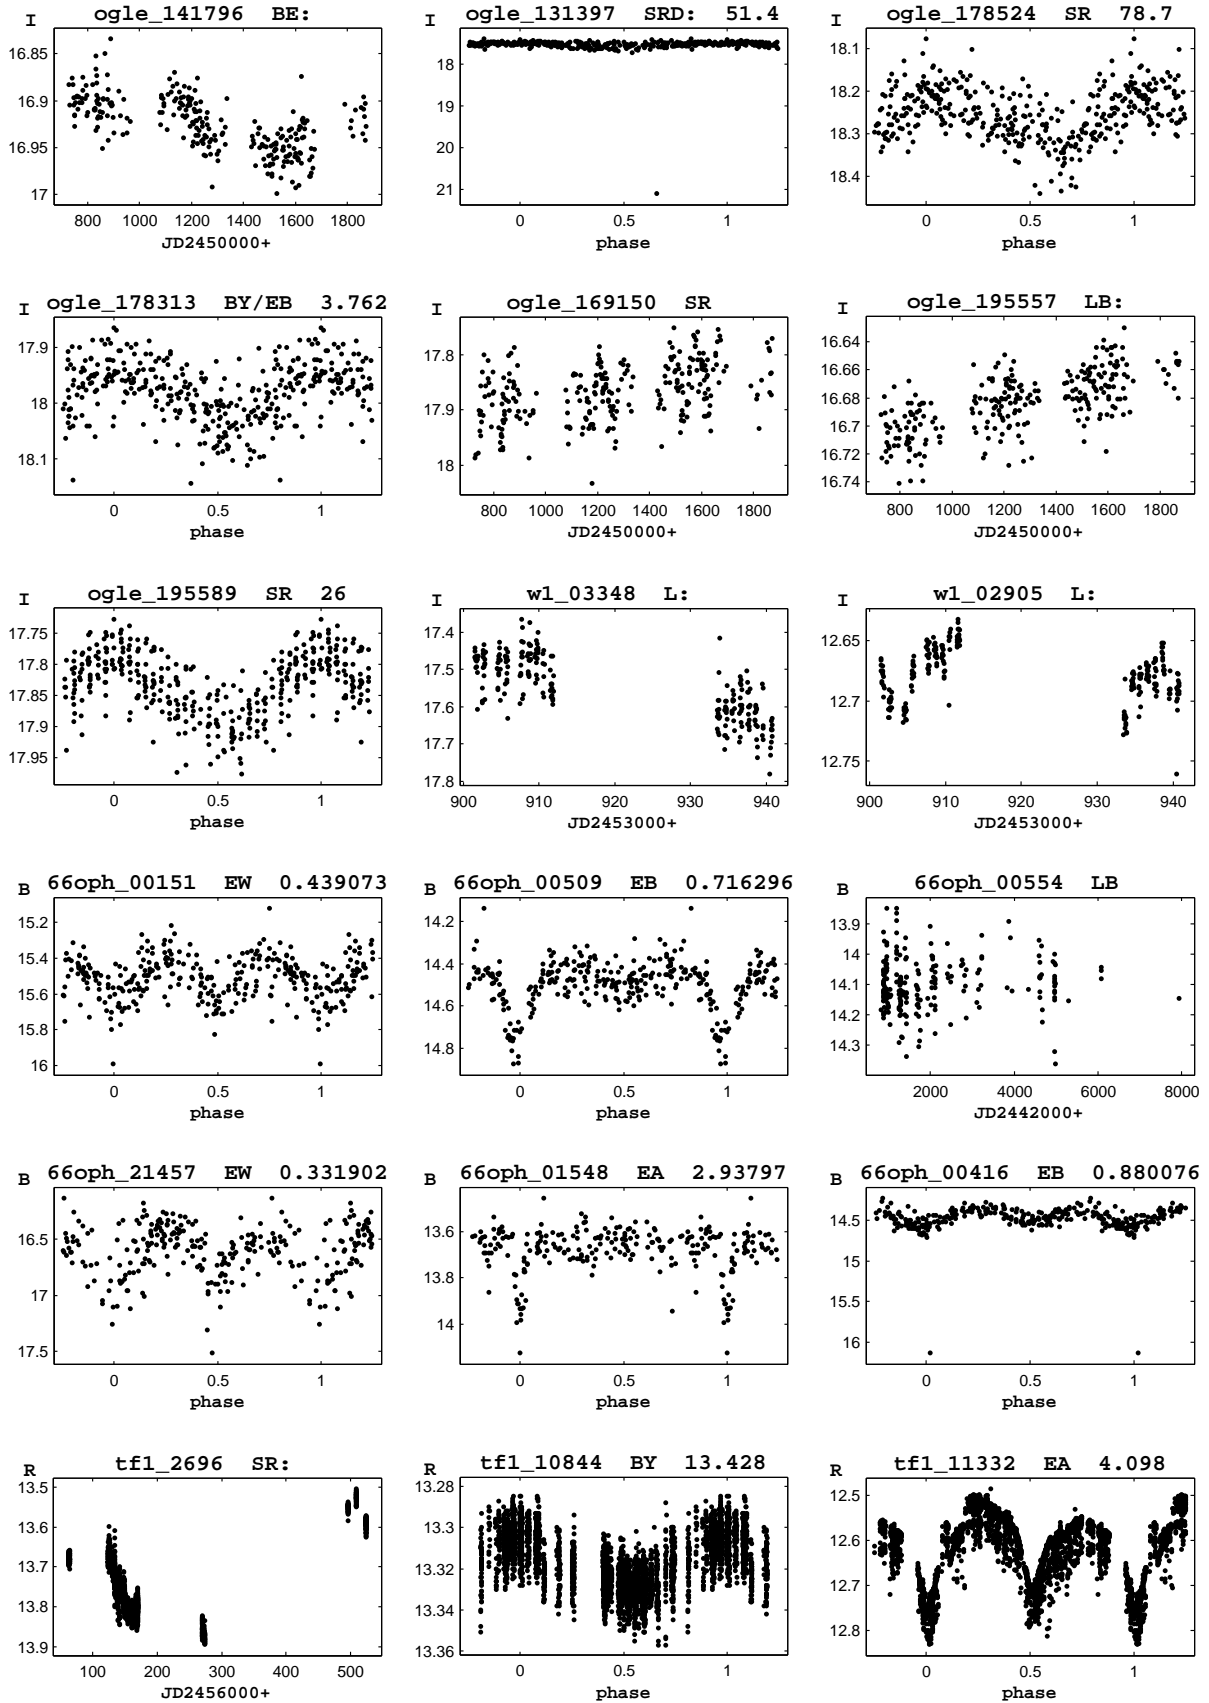 I ogle_141796 BE:
16.85
16.9
16.95
17
800 1000 1200 1400 1600 1800
JD2450000+
I ogle_131397 SRD: 51.4
18
19
20
21
0 0.5 1
phase
I ogle_178524 SR 78.7
18.1
18.2
18.3
18.4
0 0.5 1
phase
I ogle_178313 BY/EB 3.762
17.9
18
18.1
0 0.5 1
phase
I ogle_169150 SR
17.8
17.9
18
800 1000 1200 1400 1600 1800
JD2450000+
I ogle_195557 LB:
16.64
16.66
16.68
16.7
16.72
16.74
800 1000 1200 1400 1600 1800
JD2450000+
I ogle_195589 SR 26
17.75
17.8
17.85
17.9
17.95
0 0.5 1
phase
I w1_03348 L:
17.4
17.5
17.6
17.7
17.8
900 910 920 930 940
JD2453000+
I w1_02905 L:
12.65
12.7
12.75
900 910 920 930 940
JD2453000+
B 66oph_00151 EW 0.439073
15.2
15.4
15.6
15.8
16
0 0.5 1
phase
B 66oph_00509 EB 0.716296
14.2
14.4
14.6
14.8
0 0.5 1
phase
B 66oph_00554 LB
13.9
14
14.1
14.2
14.3
2000 4000 6000 8000
JD2442000+
B 66oph_21457 EW 0.331902
16.5
17
17.5
0 0.5 1
phase
B 66oph_01548 EA 2.93797
13.6
13.8
14
0 0.5 1
phase
B 66oph_00416 EB 0.880076
14.5
15
15.5
16
0 0.5 1
phase
R tf1_2696 SR:
13.5
13.6
13.7
13.8
13.9
100 200 300 400 500
JD2456000+
R tf1_10844 BY 13.428
13.28
13.3
13.32
13.34
13.36
0 0.5 1
phase
R tf1_11332 EA 4.098
12.5
12.6
12.7
12.8
0 0.5 1
phase